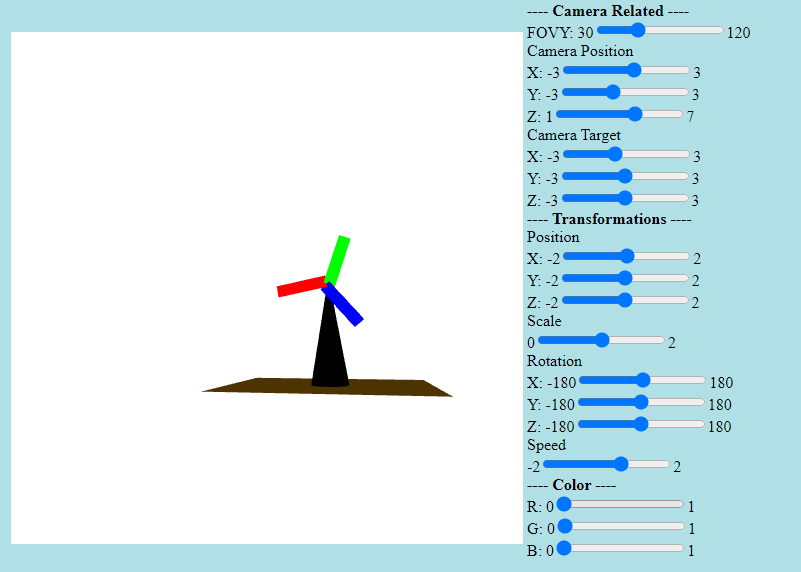 ---- Camera Related ----
FOVY: 30 120
Camera Position
X: -3 3
Y: -3 3
Z: 1 7
Camera Target
X: -3 3
Y: -3 3
Z: -3 3
---- Transformations ----
Position
X: -2 2
Y: -2 2
Z: -2 2
Scale
0 2
Rotation
X: -180 180
Y: -180 180
Z: -180 180
Speed
-2 2
---- Color ----
R: 0 1
G: 0 1
B: 0 1